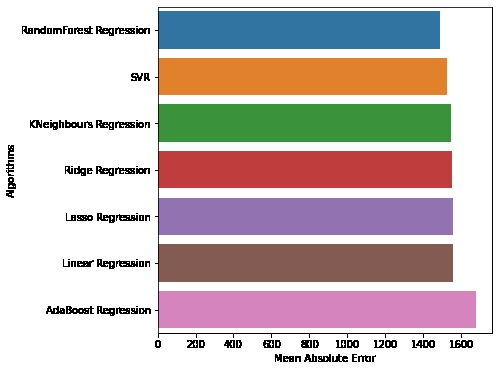 RandomForest Regression
SVR
KNeighbours Regression
Ridge Regression
Lasso Regression
Linear Regression
AdaBoost Regression
Algorithms
0 200 400 600 800 1000 1200 1400 1600
Mean Absolute Error